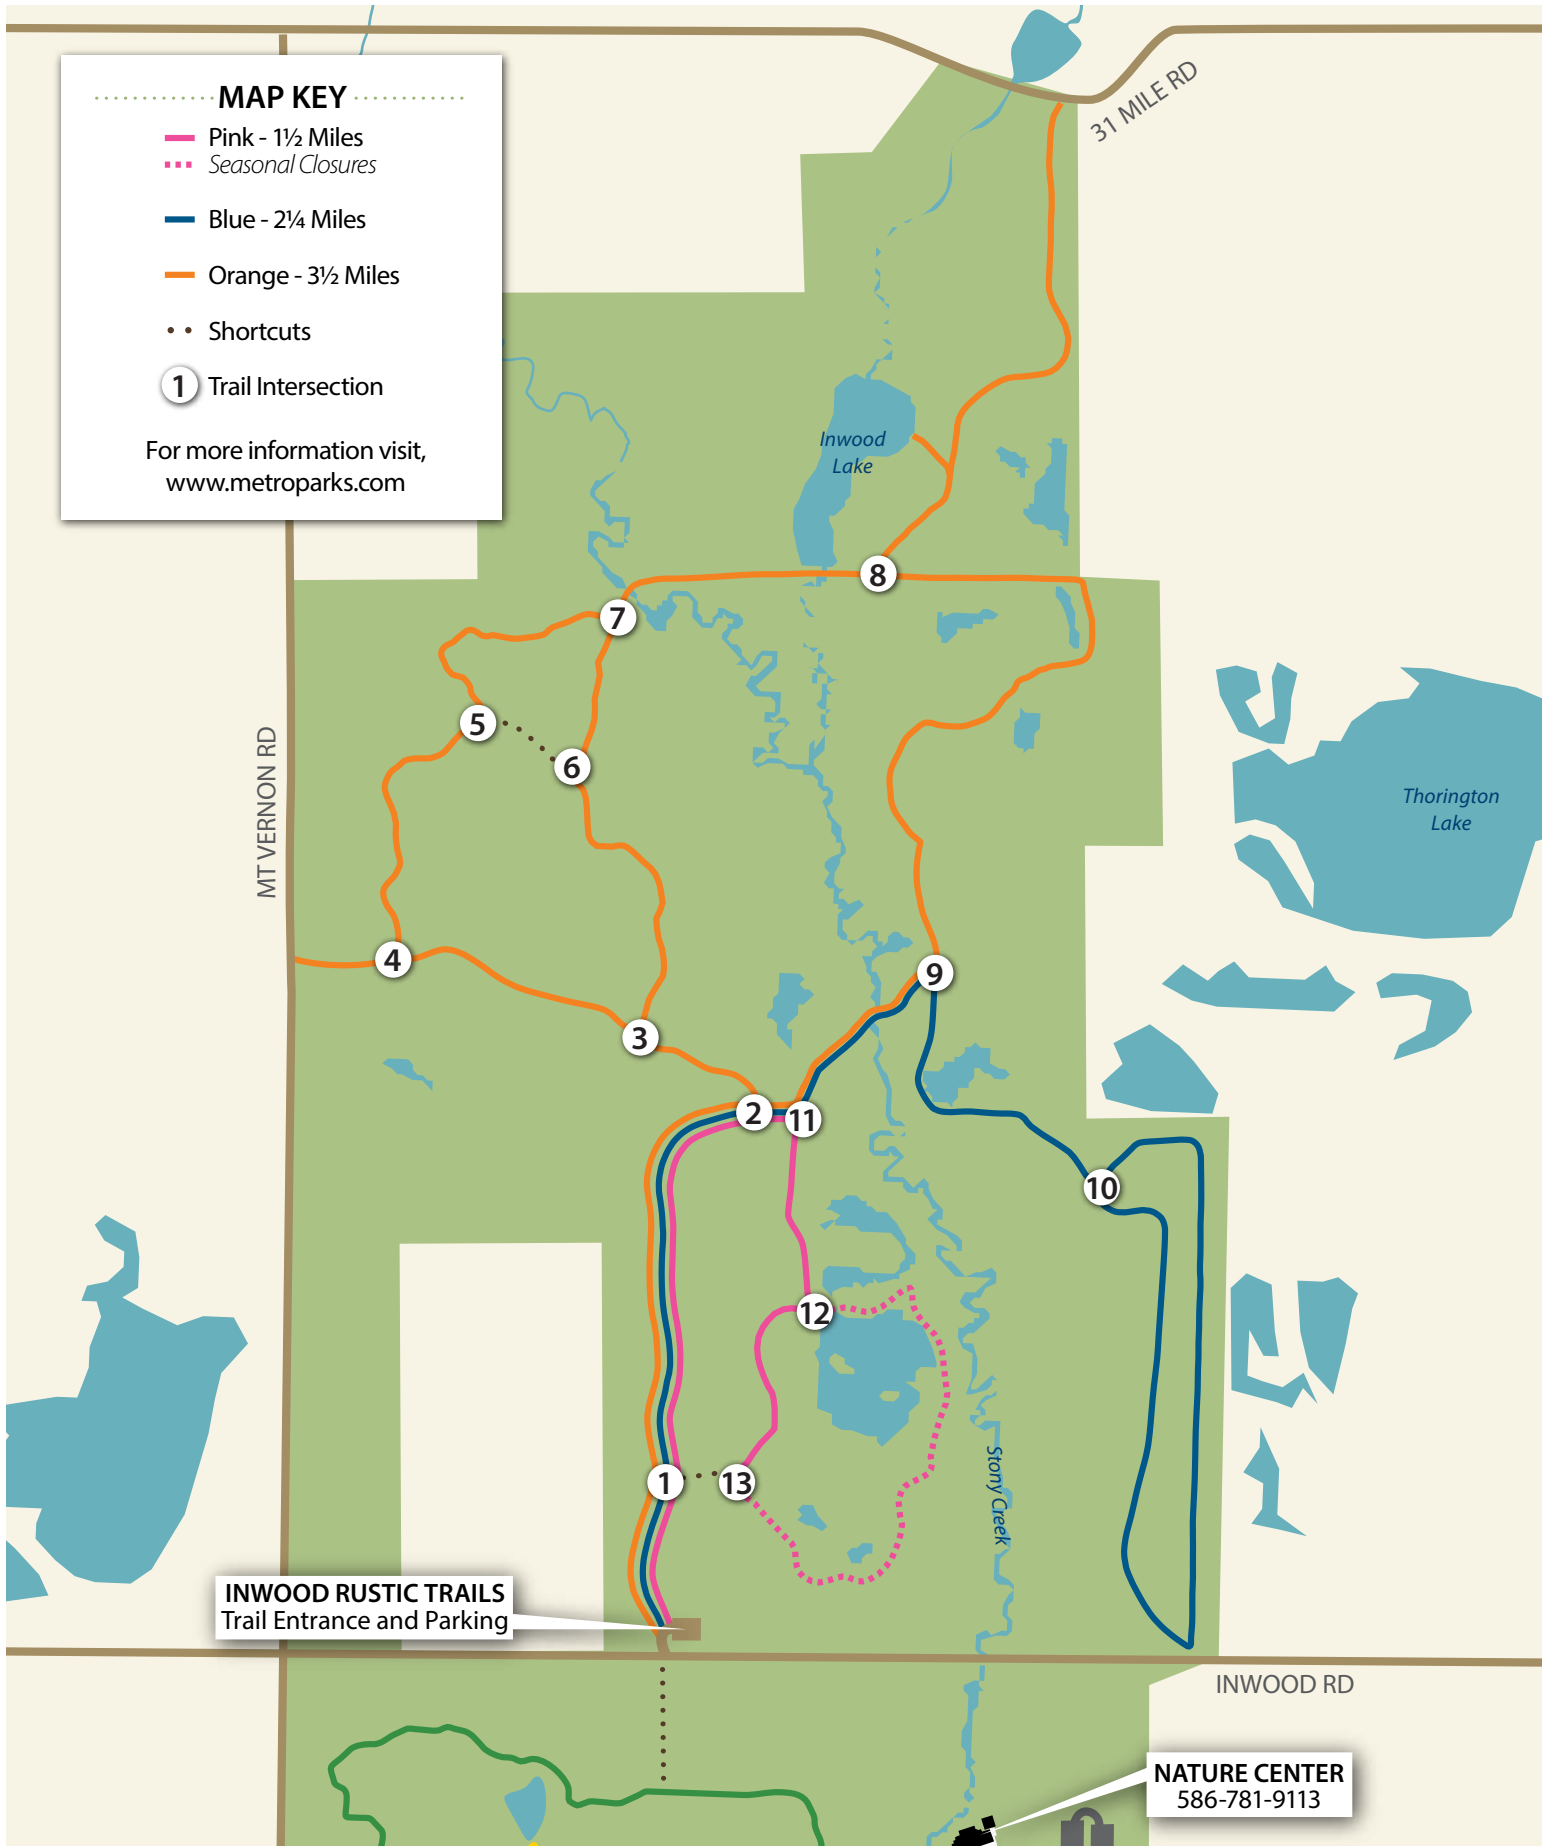 MAP KEY
Pink - 1½ Miles
Seasonal Closures
Blue - 2¼ Miles
Orange - 3½ Miles
Shortcuts
1 Trail Intersection
For more information visit,
www.metroparks.com
31 MILE RD
Inwood
Lake
8
7
5
6
MT VERNON RD
Thorington
Lake
4
9
3
2
11
10
12
1
13
Stony Creek
INWOOD RUSTIC TRAILS
Trail Entrance and Parking
INWOOD RD
NATURE CENTER
586-781-9113